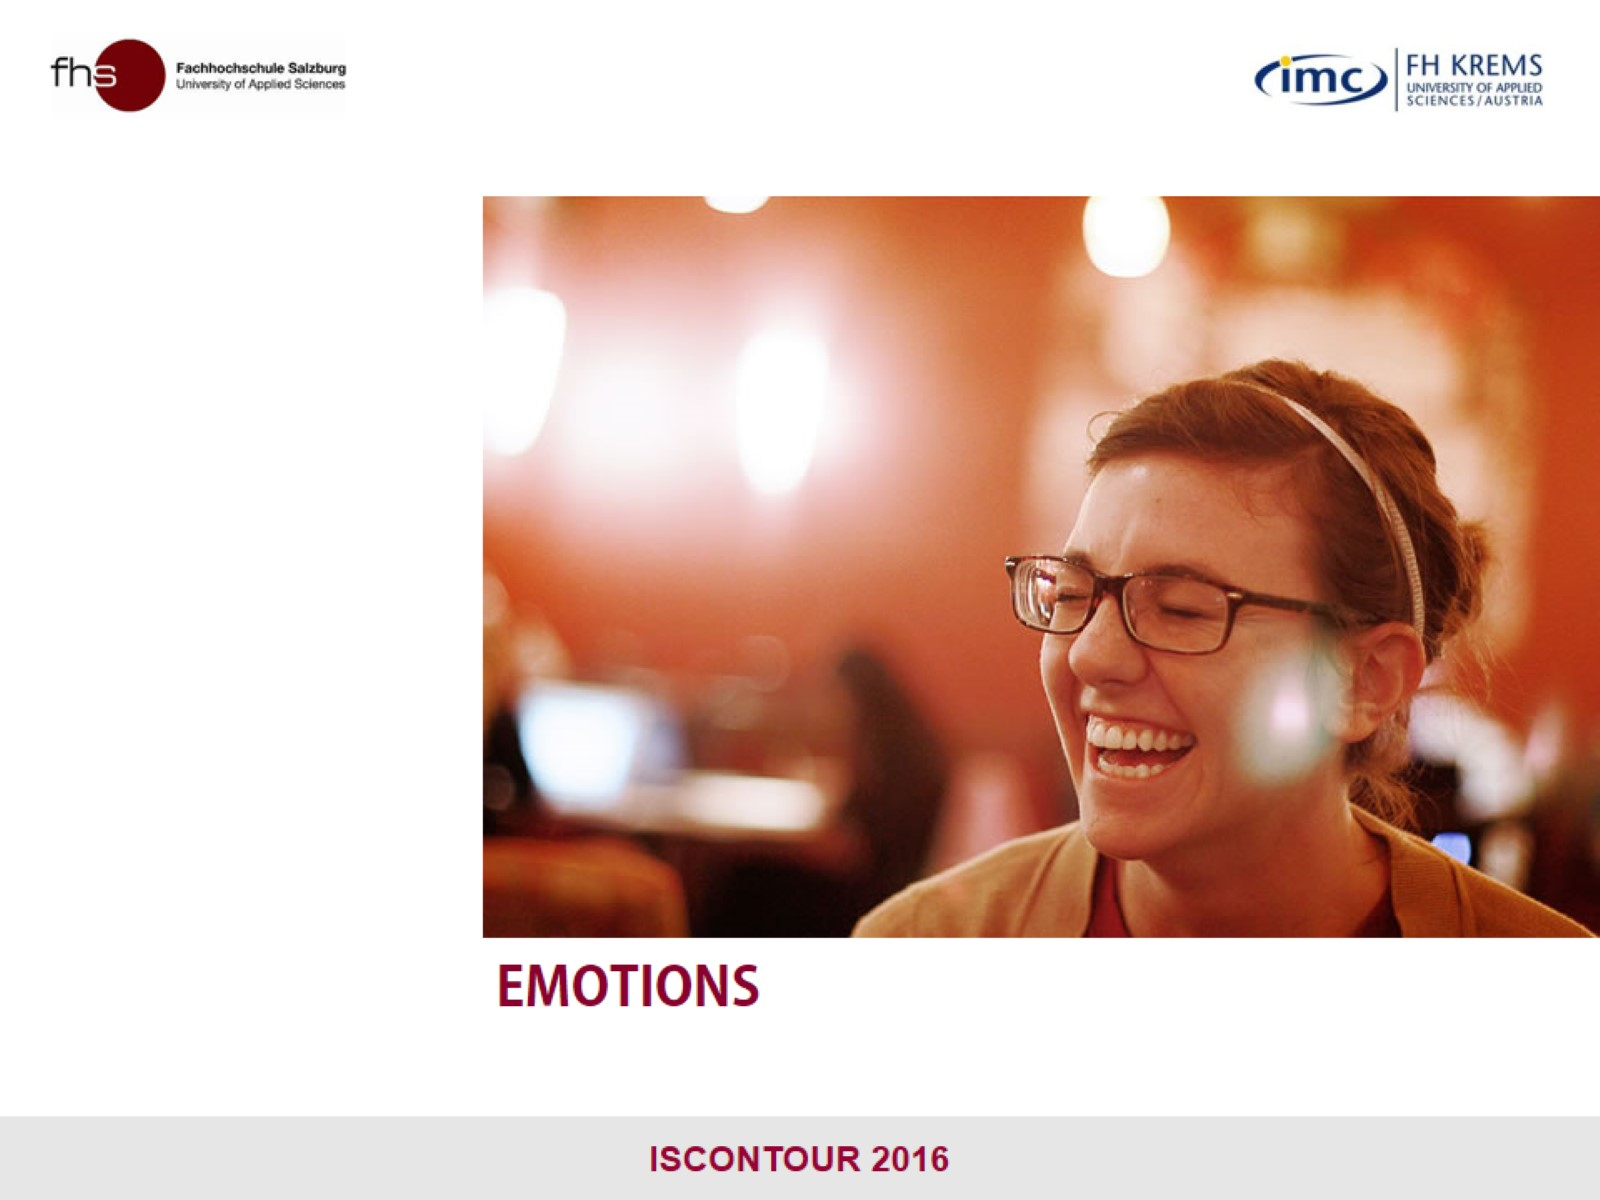 fhs
Fachhochschule Salzburg
University of Applied Sciences
imc
FH KREMS
UNIVERSITY OF APPLIED
SCIENCES/AUSTRIA
EMOTIONS
ISCONTOUR 2016